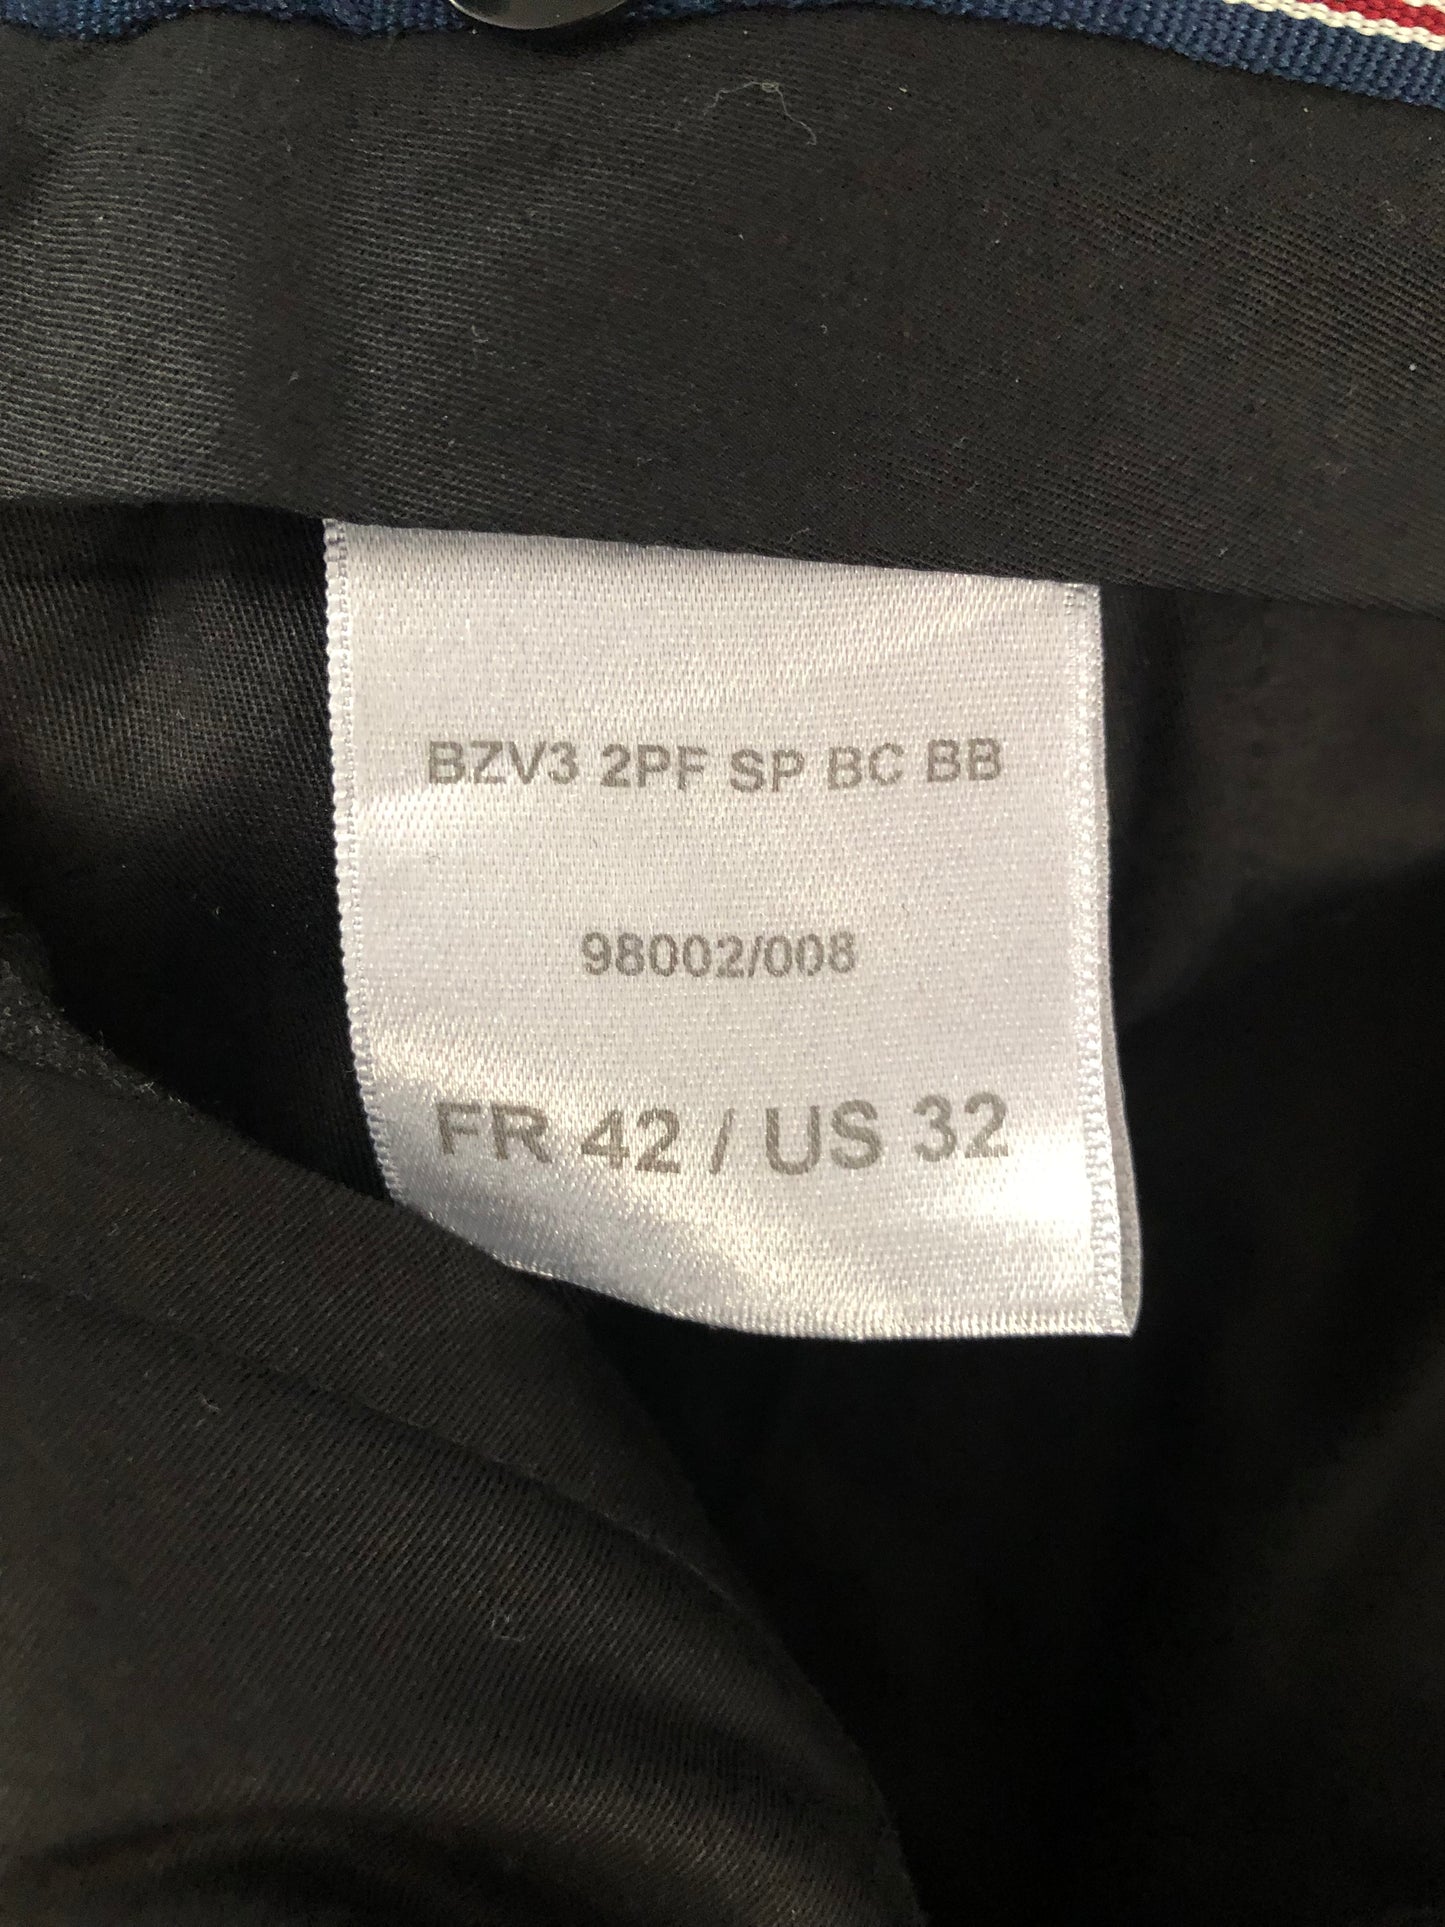 BZV3 2PF SP BC BB
98002/008
FR 42 / US 32